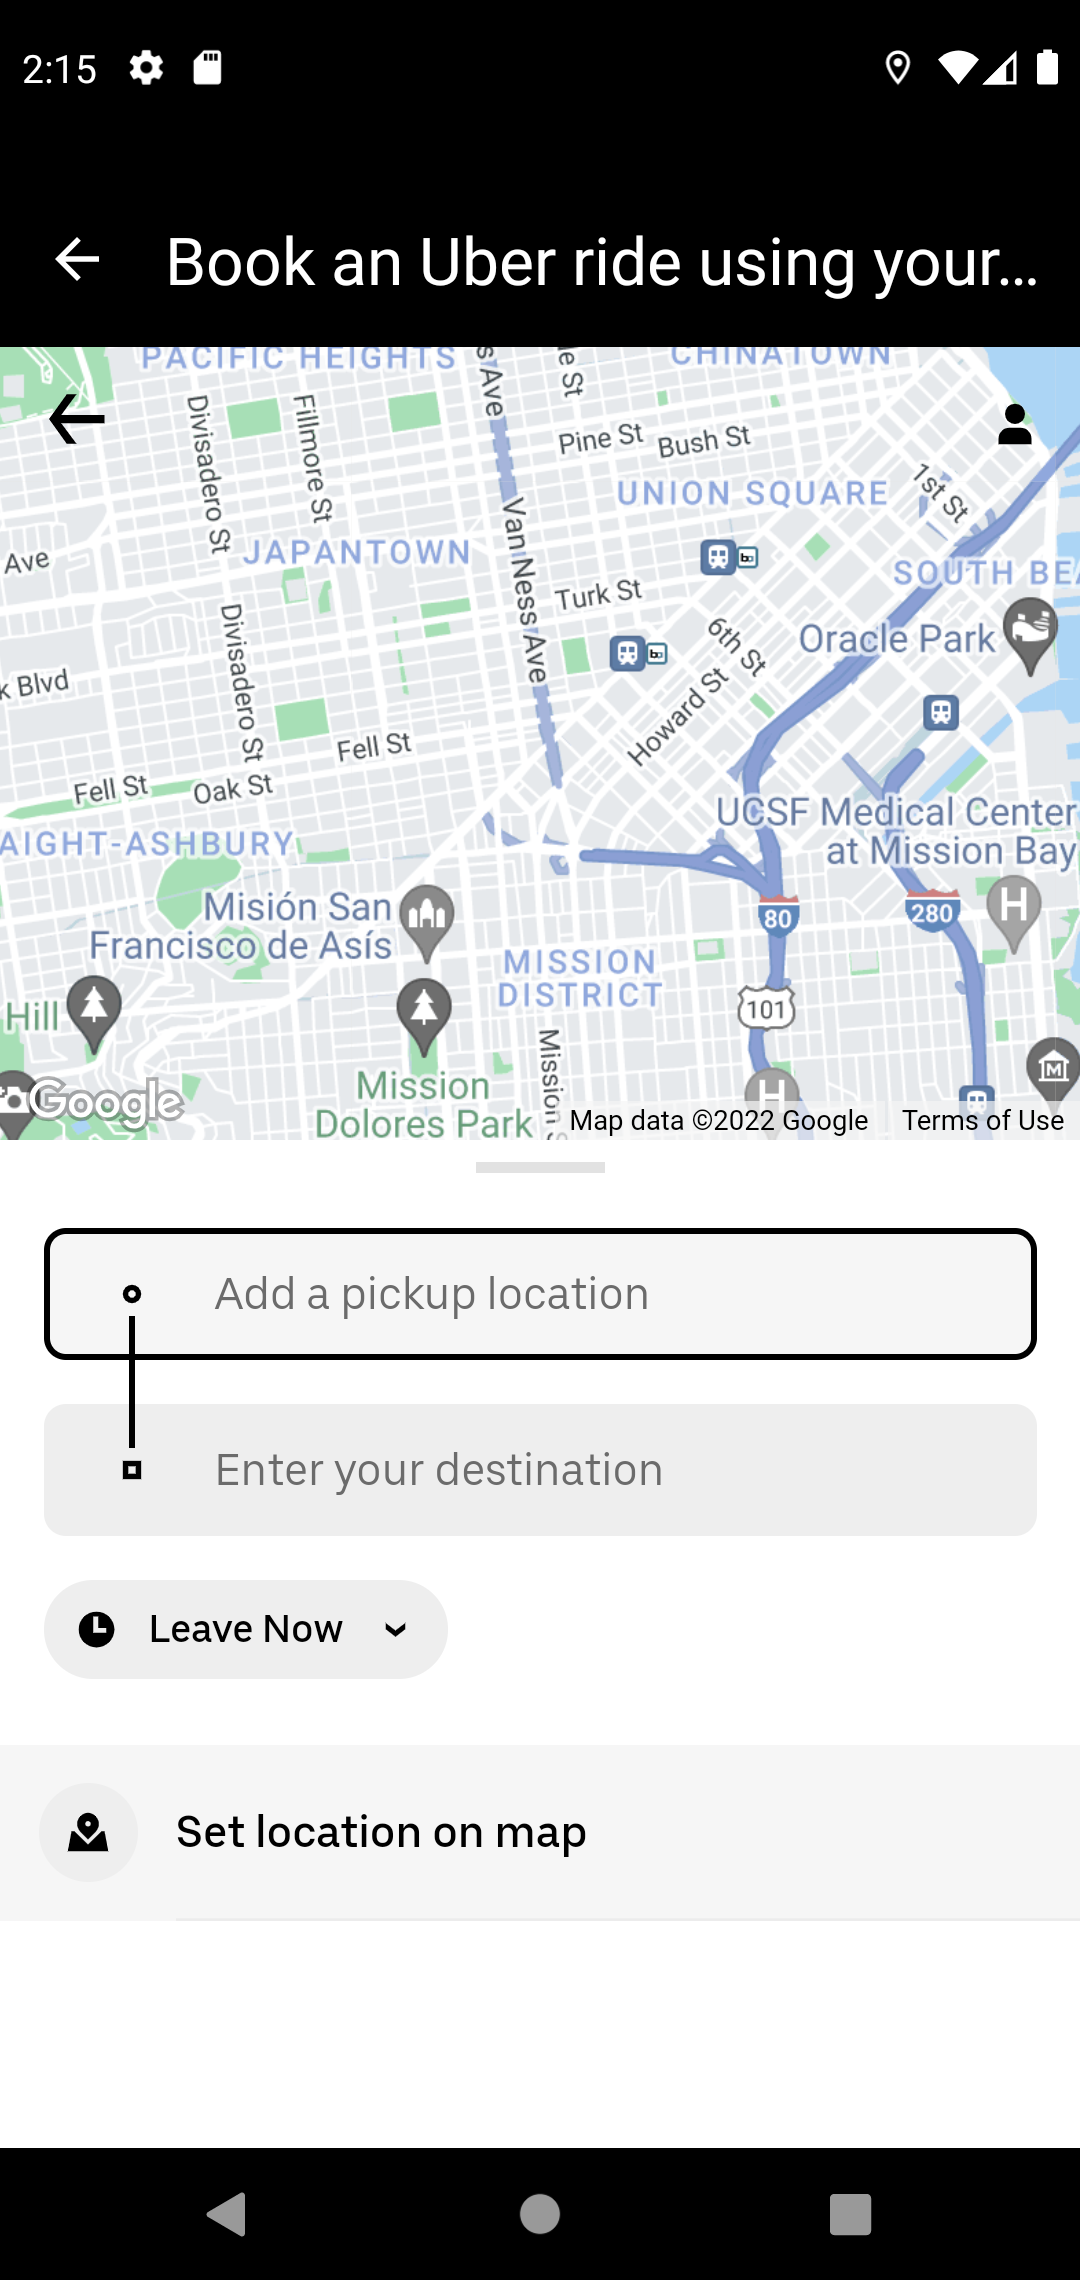 2:15
Book an Uber ride using your...
PACIFIC HEIGHTS
CHINATOWN
s Ave
le St
Divisadero St
Fillmore St
Pine St
Bush St
UNION SQUARE
1st St
JAPANTOWN
Van Ness Ave
Ave
SOUTH BEA
Turk St
Divisadero St
6th St
Oracle Park
k Blvd
Howard St
Fell St
Fell St
Oak St
UCSF Medical Center
at Mission Bay
AIGHT-ASHBURY
80
280
H
Misión San
Francisco de Asís
MISSION
DISTRICT
101
Hill
Mission S
M
H
Mission
Dolores Park
Google
Map data ©2022 Google
Terms of Use
Add a pickup location
Enter your destination
Leave Now
Set location on map